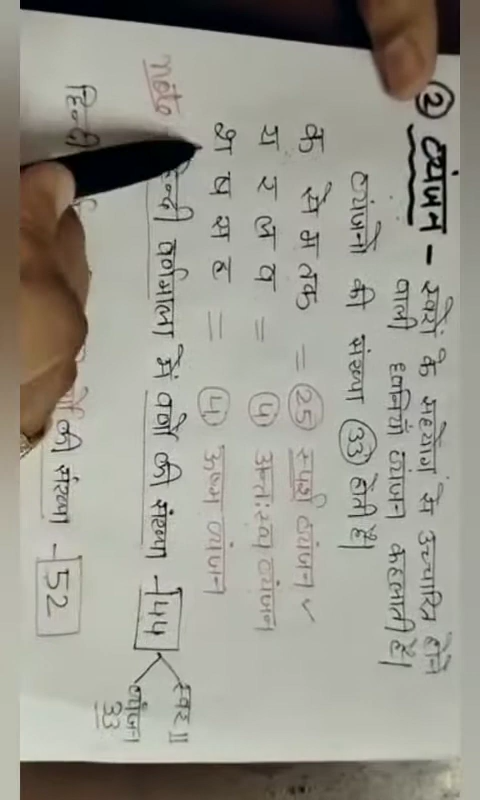 ② व्यंजन - स्वरों के सहयोग से उच्चारित होने
वाली ध्वनियाँ व्यंजन कहलाती है।
व्यंजनों की संख्या 33 होती है।
क से म तक = 25 स्पर्श व्यंजन ✓
य र ल व = 4 अन्तःस्थ व्यंजन
श ष स ह = 4 ऊष्म व्यंजन
Note हिन्दी वर्णमाला में वर्णों की संख्या - 44
स्वर 11
व्यंजन 33
हिन्दी की संख्या - 52